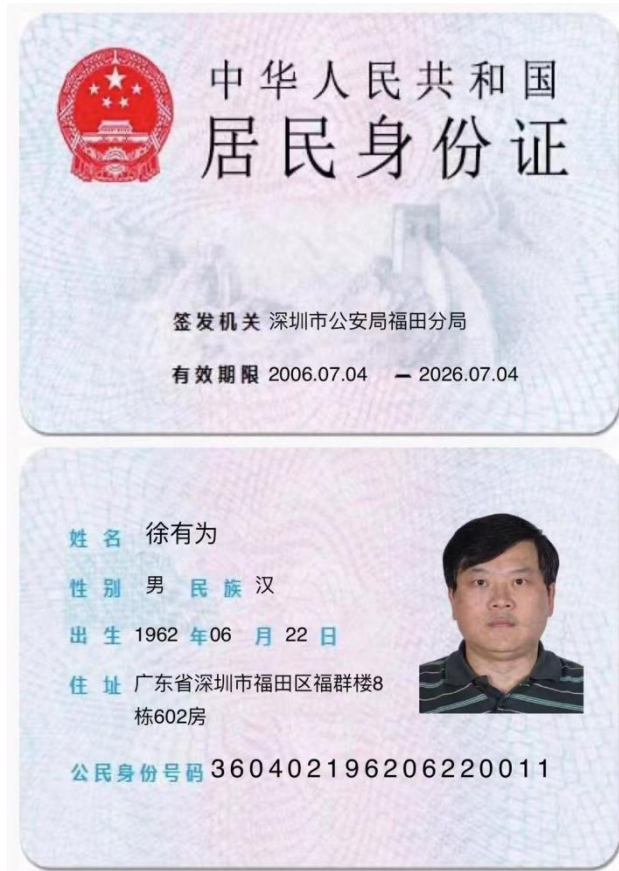 中华人民共和国
居民身份证
签发机关 深圳市公安局福田分局
有效期限 2006.07.04 — 2026.07.04
姓名 徐有为
性别 男 民族 汉
出生 1962 年06 月 22 日
住址 广东省深圳市福田区福群楼8
栋602房
公民身份号码 360402196206220011